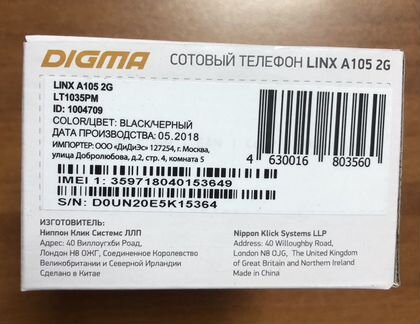 DIGMA СОТОВЫЙ ТЕЛЕФОН LINX A105 2G
LINX A105 2G
LT1035PM
ID: 1004709
COLOR/ЦВЕТ: BLACK/ЧЕРНЫЙ
ДАТА ПРОИЗВОДСТВА: 05.2018
ИМПОРТЕР: ООО «ДиДиЭс» 127254, г. Москва,
улица Добролюбова, д.2, стр. 4, комната 5
4 630016 803560
IMEI 1: 359718040153649
S/N: D0UN20E5K15364
ИЗГОТОВИТЕЛЬ:
Ниппон Клик Системс ЛЛП
Адрес: 40 Виллоугхби Роад,
Лондон Н8 ОЖГ, Соединенное Королевство
Великобритании и Северной Ирландии
Сделано в Китае
Nippon Klick Systems LLP
Address: 40 Willoughby Road,
London N8 OJG, The United Kingdom
of Great Britain and Northern Ireland
Made in China